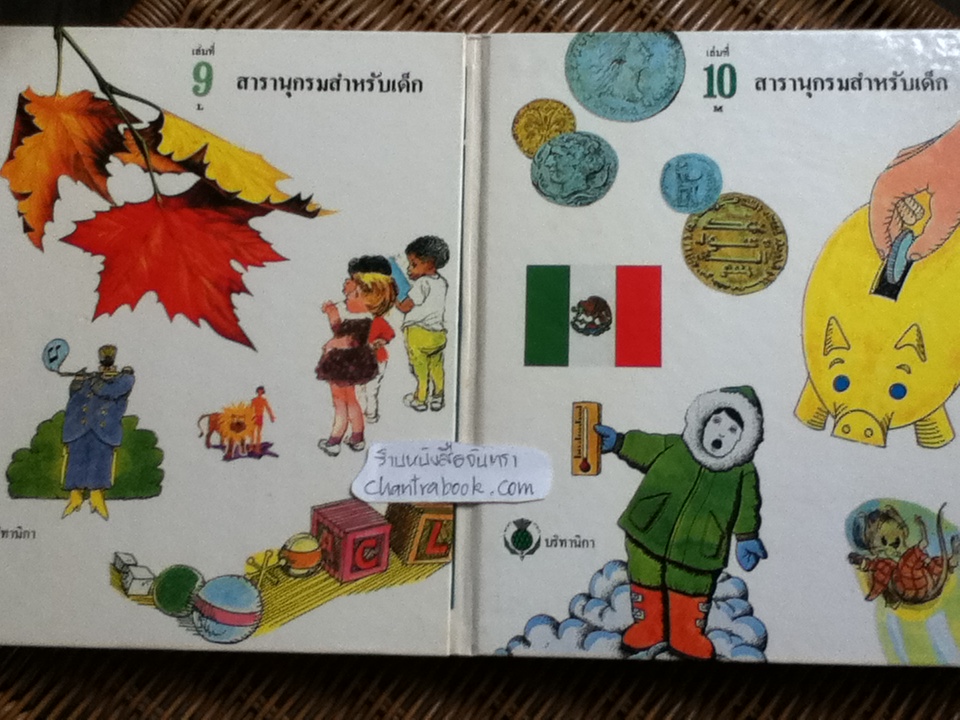 เล่มที่
9 สารานุกรมสำหรับเด็ก
L
เล่มที่
10 สารานุกรมสำหรับเด็ก
M
ร้านหนังสือจันทรา
chantrabook.com
C L
บริทานิกา